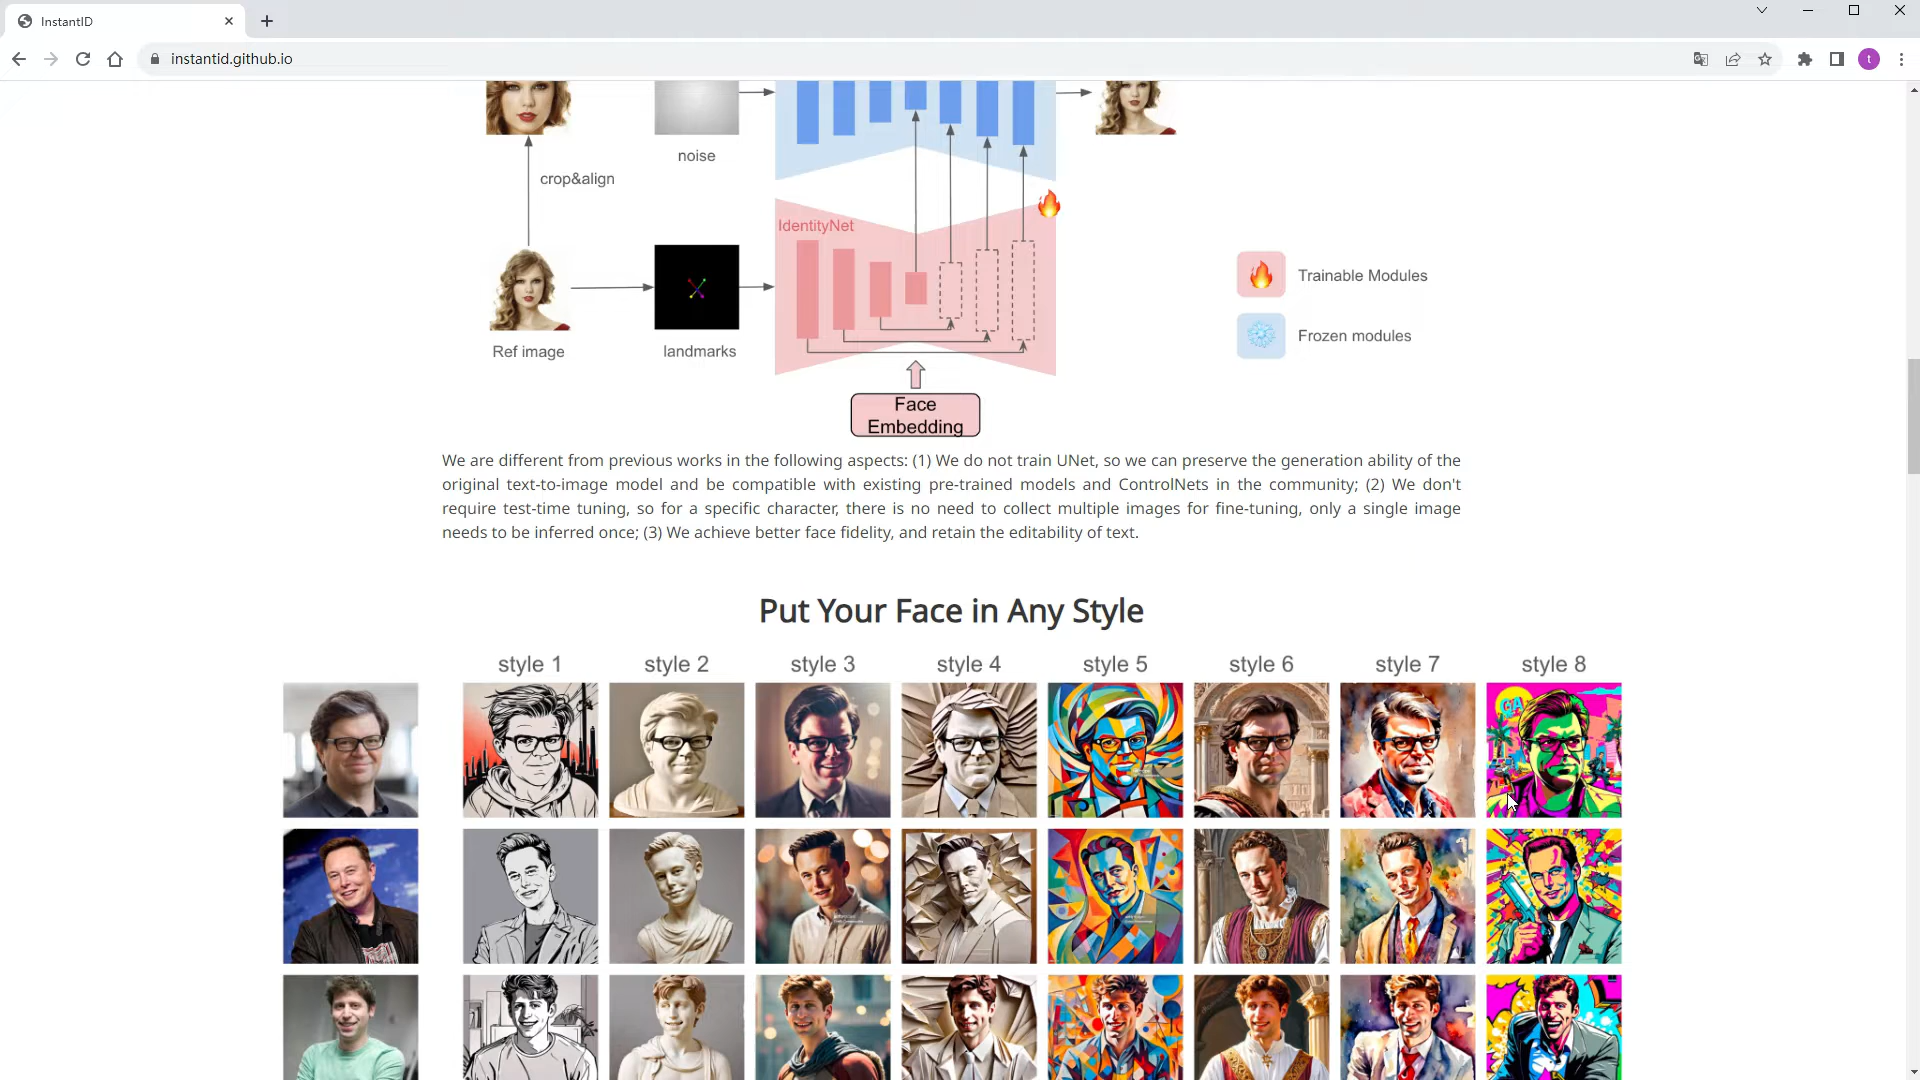 InstantID
instantid.github.io
t
noise
crop&align
IdentityNet
Trainable Modules
Frozen modules
Ref image
landmarks
Face
Embedding
We are different from previous works in the following aspects: (1) We do not train UNet, so we can preserve the generation ability of the
original text-to-image model and be compatible with existing pre-trained models and ControlNets in the community; (2) We don't
require test-time tuning, so for a specific character, there is no need to collect multiple images for fine-tuning, only a single image
needs to be inferred once; (3) We achieve better face fidelity, and retain the editability of text.
Put Your Face in Any Style
style 1 style 2 style 3 style 4 style 5 style 6 style 7 style 8